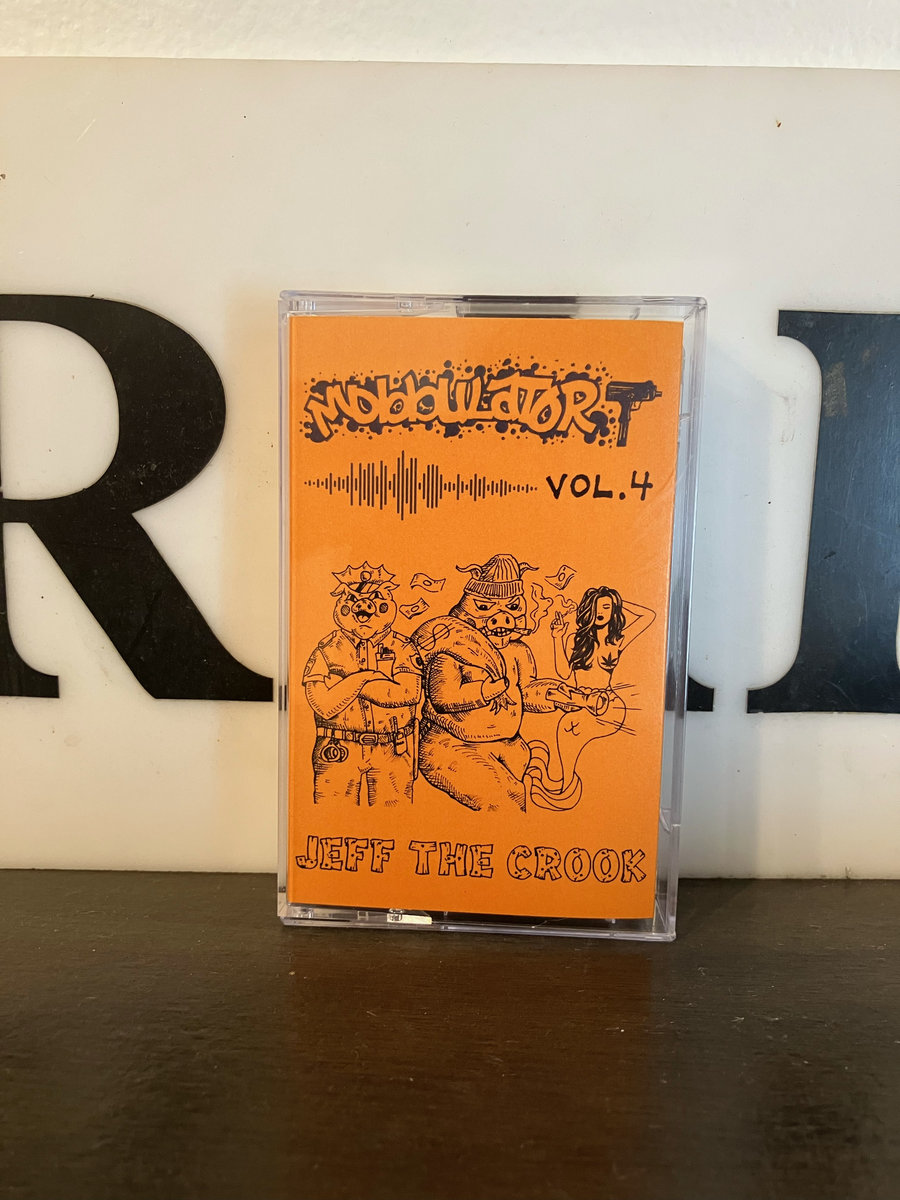 R
MOBBULATOR
VOL.4
JEFF THE CROOK